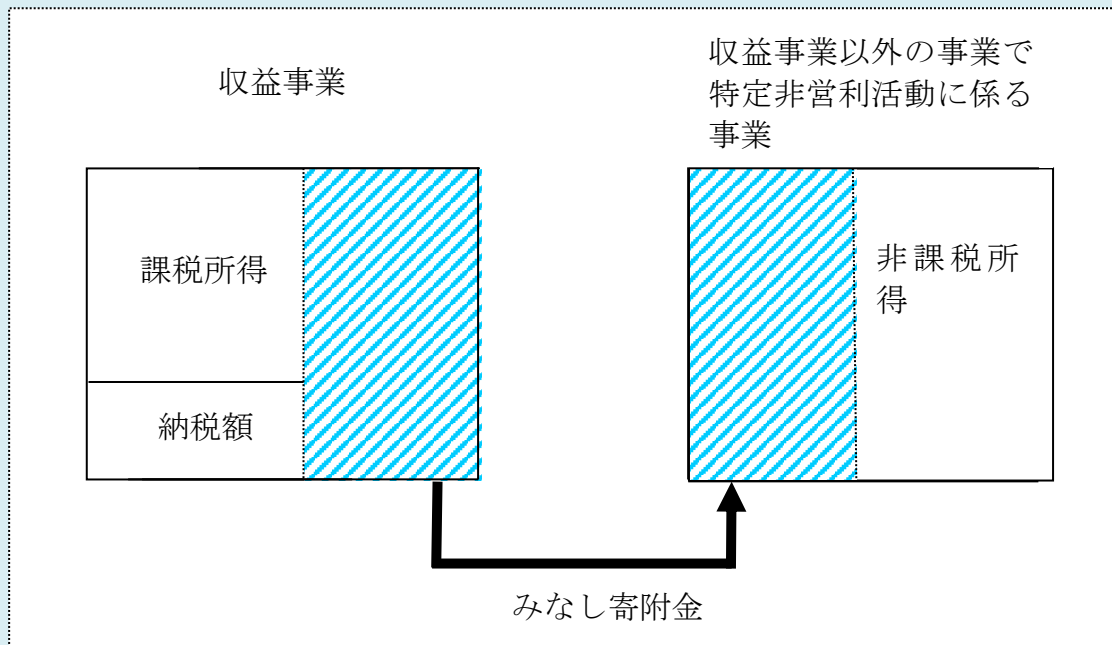 収益事業
収益事業以外の事業で
特定非営利活動に係る
事業
課税所得
納税額
非課税所
得
みなし寄附金